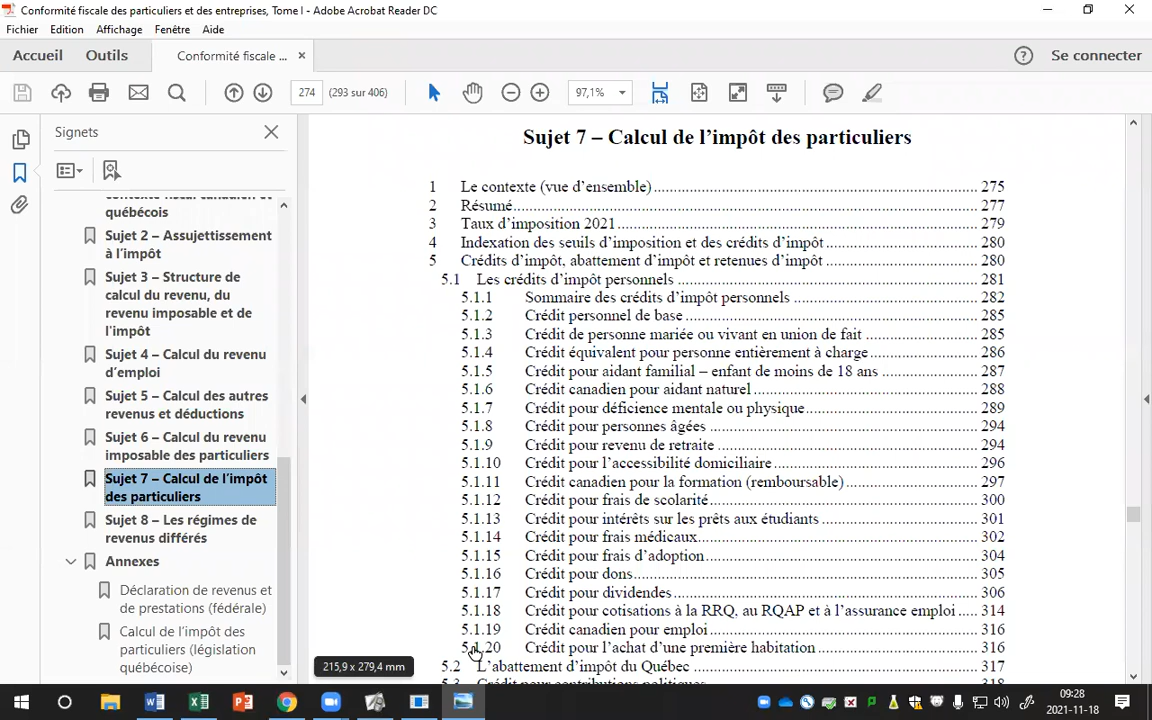 Conformité fiscale des particuliers et des entreprises, Tome I - Adobe Acrobat Reader DC
Fichier Edition Affichage Fenêtre Aide
Accueil Outils Conformité fiscale ... × Se connecter
274 (293 sur 406) 97,1%
Signets
contexte fiscal canadien et
québécois
Sujet 2 – Assujettissement
à l'impôt
Sujet 3 – Structure de
calcul du revenu, du
revenu imposable et de
l'impôt
Sujet 4 – Calcul du revenu
d'emploi
Sujet 5 – Calcul des autres
revenus et déductions
Sujet 6 – Calcul du revenu
imposable des particuliers
Sujet 7 – Calcul de l'impôt
des particuliers
Sujet 8 – Les régimes de
revenus différés
Annexes
Déclaration de revenus et
de prestations (fédérale)
Calcul de l'impôt des
particuliers (législation
québécoise)
Sujet 7 – Calcul de l'impôt des particuliers
1 Le contexte (vue d'ensemble) 275
2 Résumé 277
3 Taux d'imposition 2021 279
4 Indexation des seuils d'imposition et des crédits d'impôt 280
5 Crédits d'impôt, abattement d'impôt et retenues d'impôt 280
5.1 Les crédits d'impôt personnels 281
5.1.1 Sommaire des crédits d'impôt personnels 282
5.1.2 Crédit personnel de base 285
5.1.3 Crédit de personne mariée ou vivant en union de fait 285
5.1.4 Crédit équivalent pour personne entièrement à charge 286
5.1.5 Crédit pour aidant familial – enfant de moins de 18 ans 287
5.1.6 Crédit canadien pour aidant naturel 288
5.1.7 Crédit pour déficience mentale ou physique 289
5.1.8 Crédit pour personnes âgées 294
5.1.9 Crédit pour revenu de retraite 294
5.1.10 Crédit pour l'accessibilité domiciliaire 296
5.1.11 Crédit canadien pour la formation (remboursable) 297
5.1.12 Crédit pour frais de scolarité 300
5.1.13 Crédit pour intérêts sur les prêts aux étudiants 301
5.1.14 Crédit pour frais médicaux 302
5.1.15 Crédit pour frais d'adoption 304
5.1.16 Crédit pour dons 305
5.1.17 Crédit pour dividendes 306
5.1.18 Crédit pour cotisations à la RRQ, au RQAP et à l'assurance emploi 314
5.1.19 Crédit canadien pour emploi 316
5.1.20 Crédit pour l'achat d'une première habitation 316
5.2 L'abattement d'impôt du Québec 317
5.3 Crédit pour contributions politiques 318
215,9 x 279,4 mm
09:28
2021-11-18